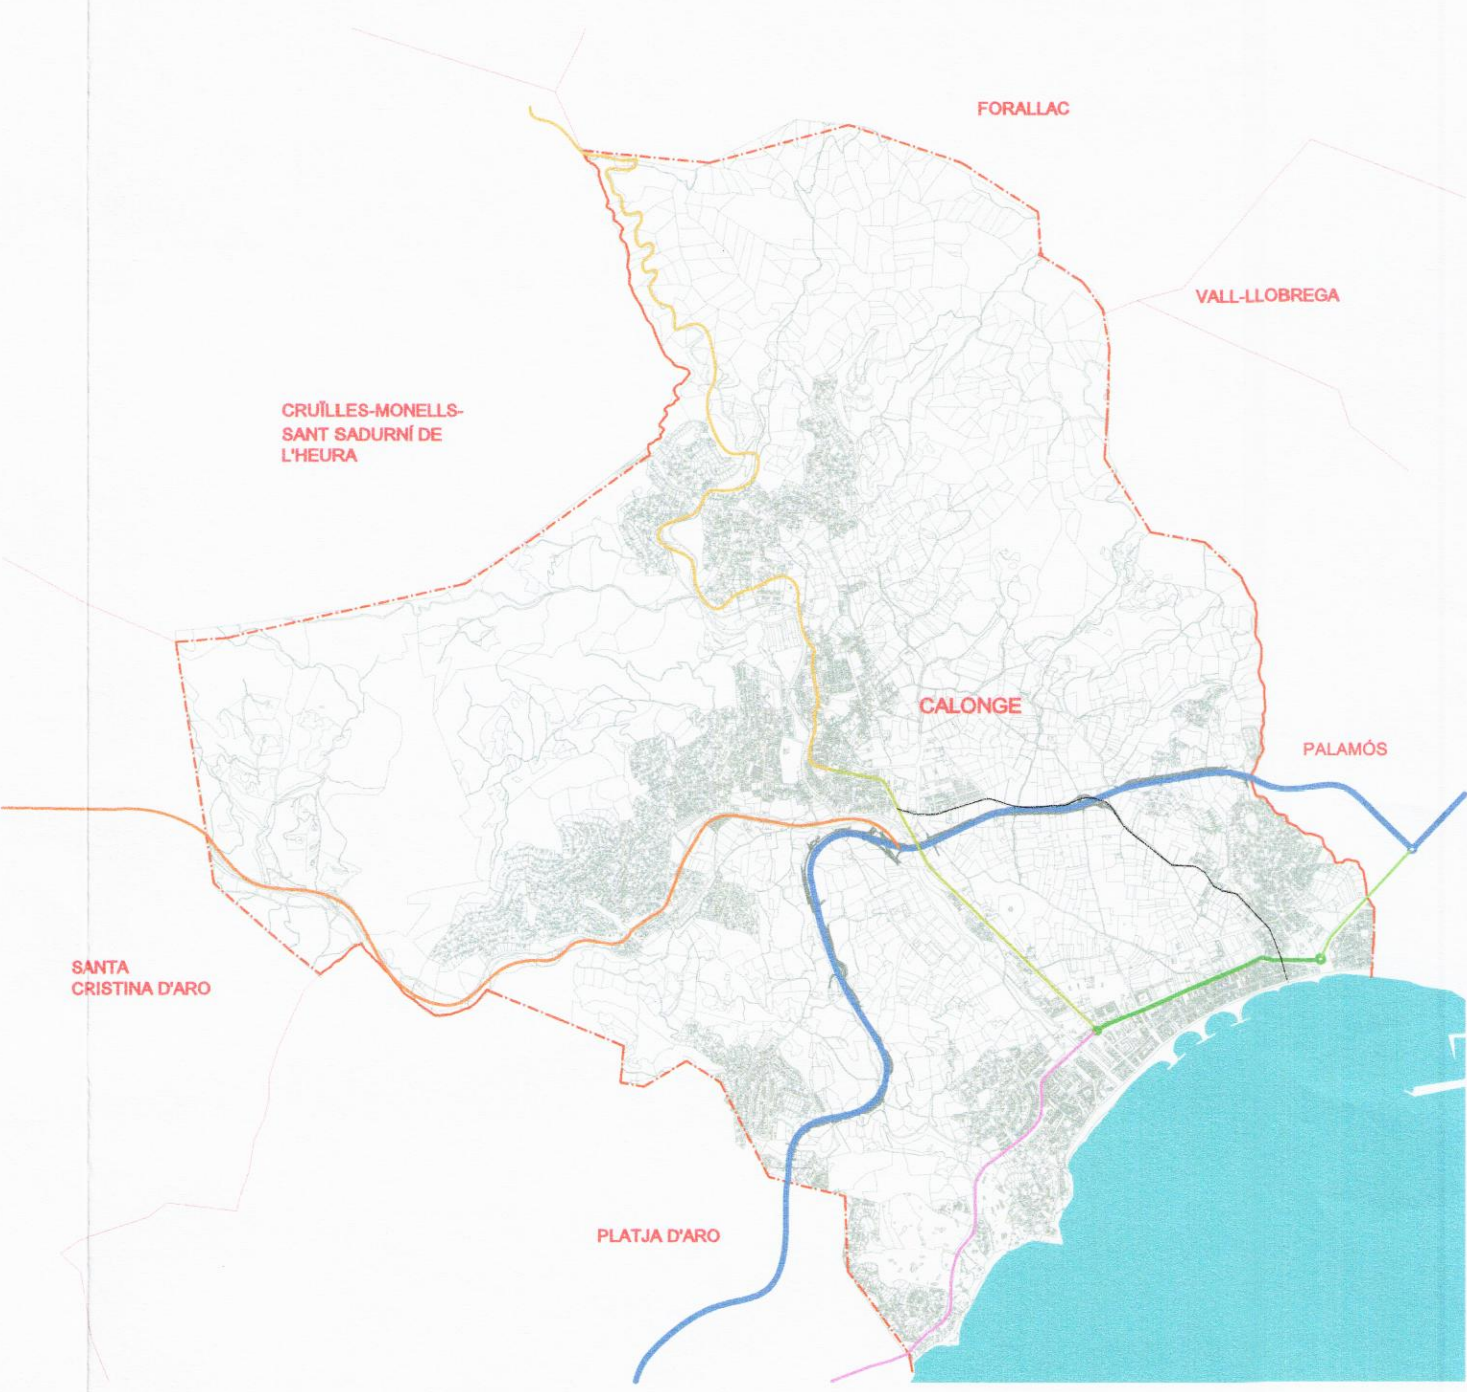 FORALLAC
VALL-LLOBREGA
CRUÏLLES-MONELLS-
SANT SADURNÍ DE
L'HEURA
CALONGE
PALAMÓS
SANTA
CRISTINA D'ARO
PLATJA D'ARO